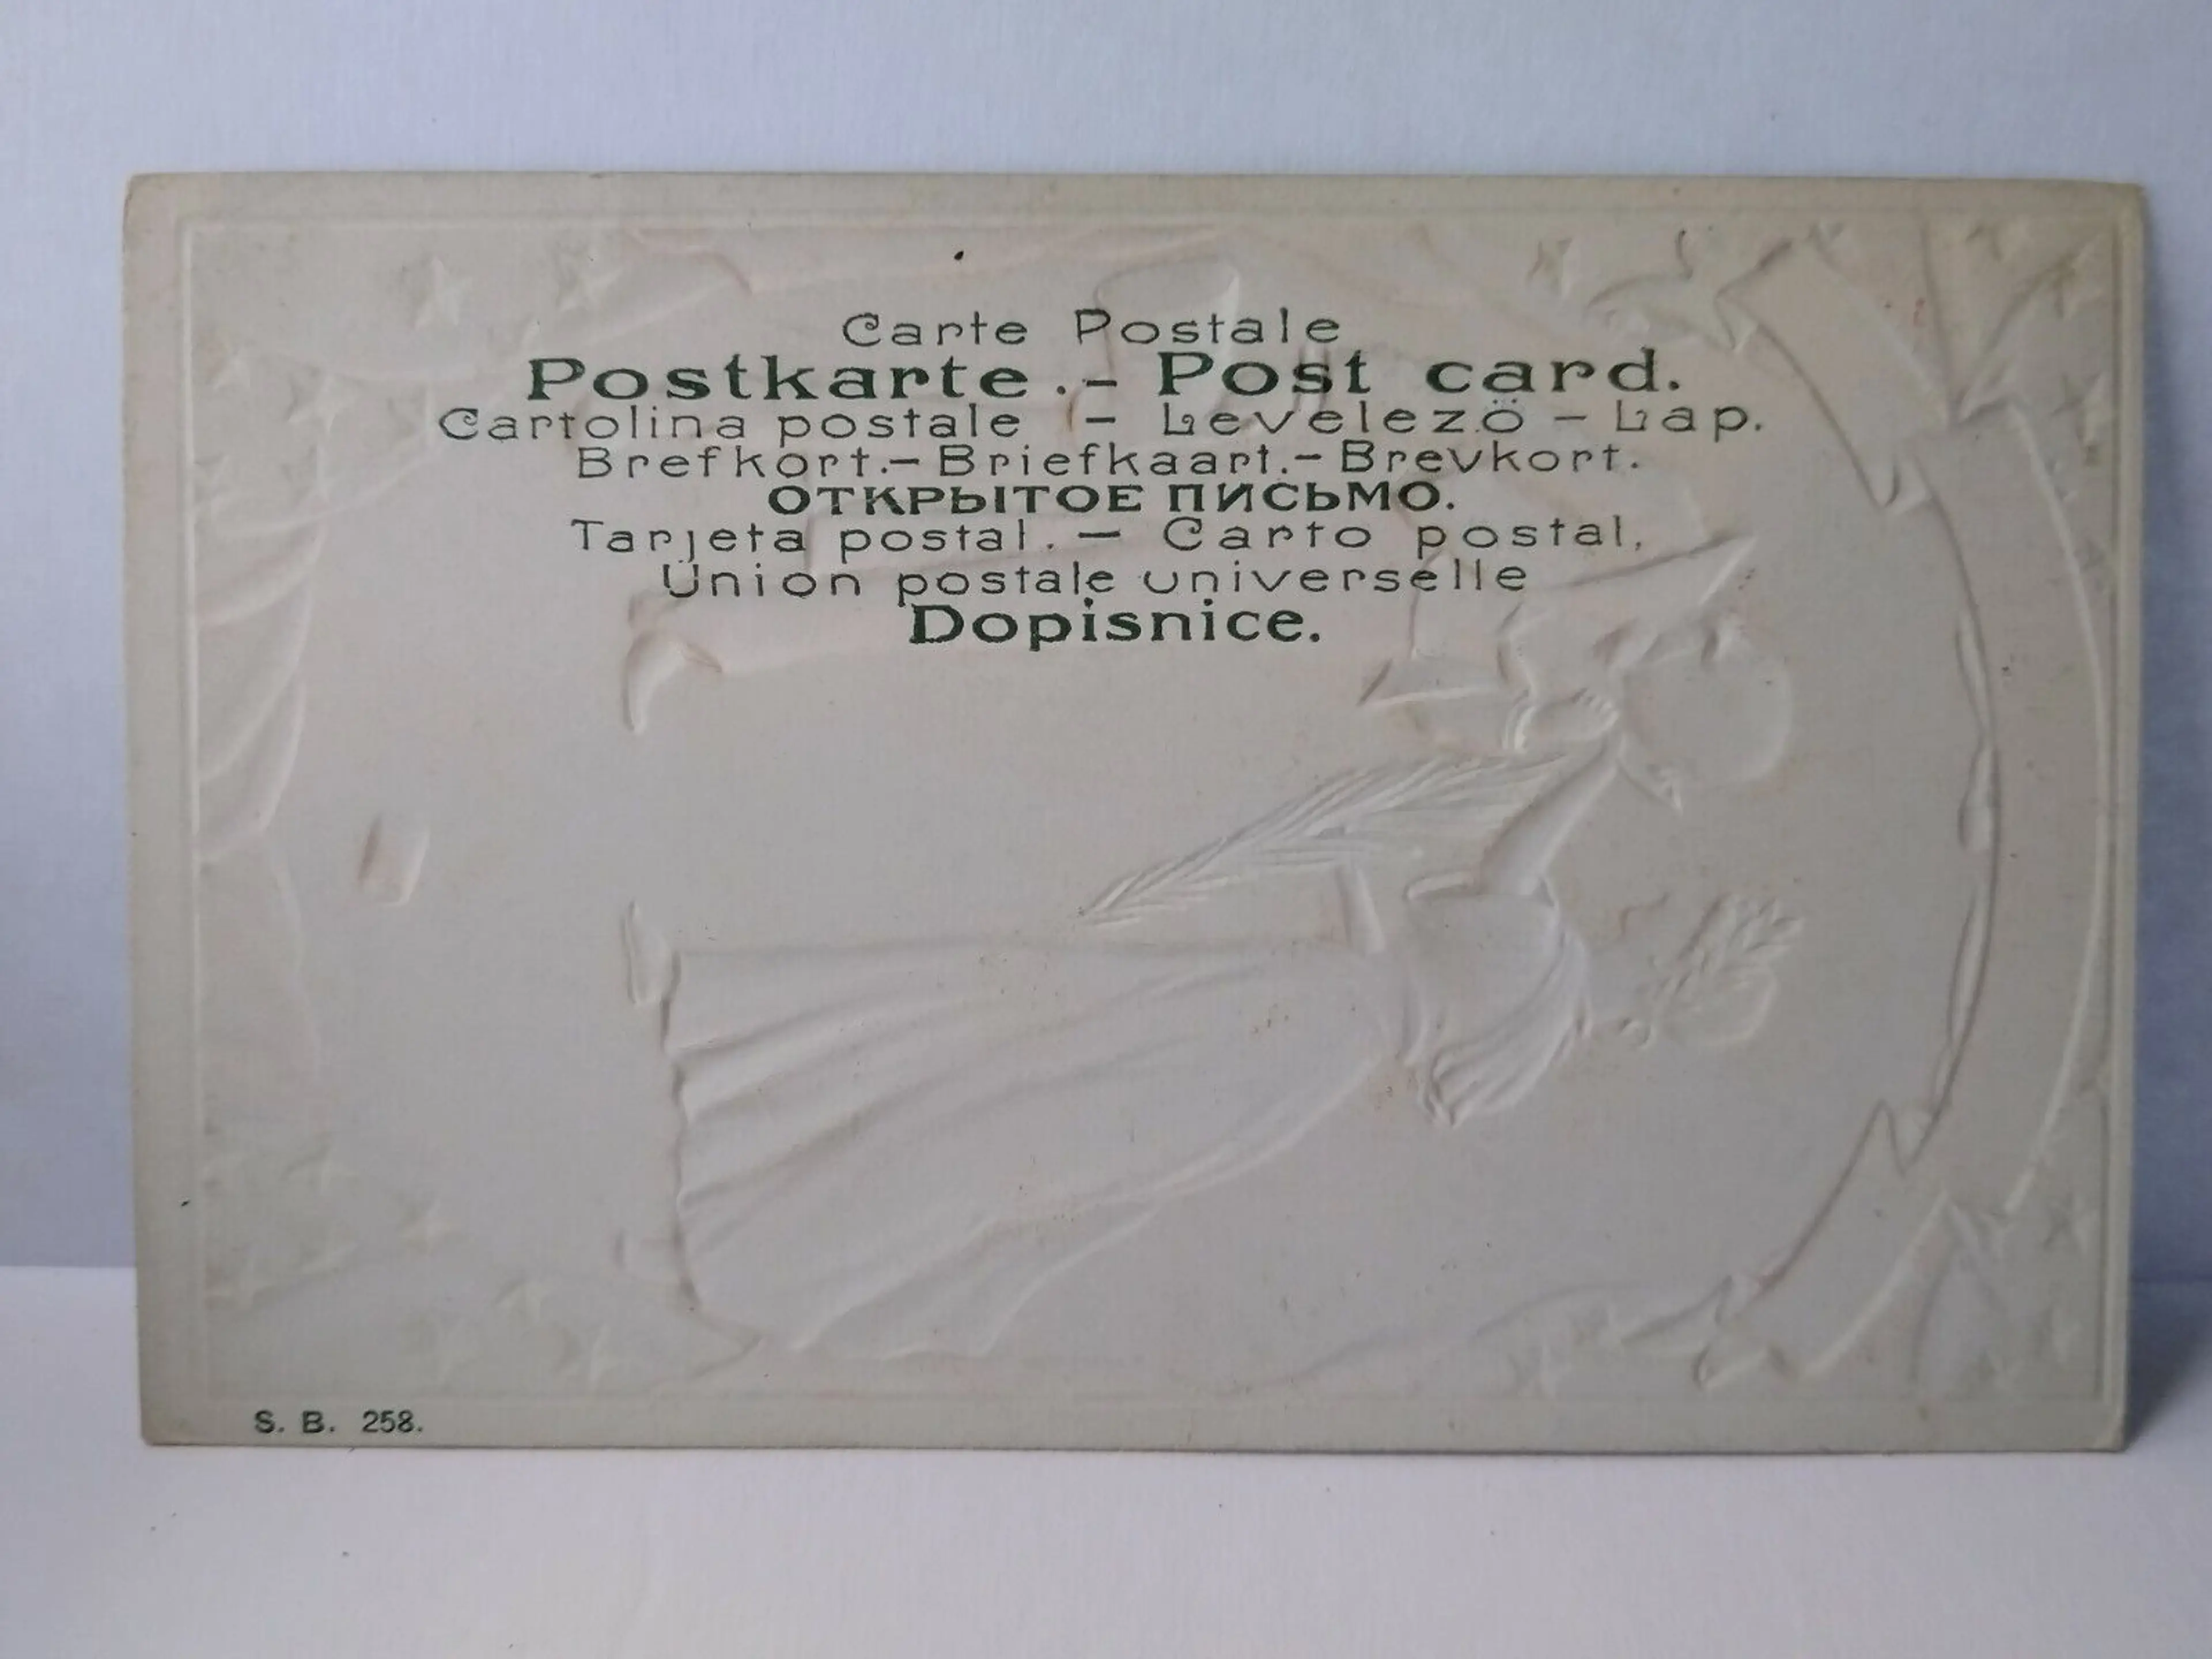 Carte Postale
Postkarte.- Post card.
Cartolina postale - Levelezö - Lap.
Brefkort.- Briefkaart.- Brevkort.
ОТКРЫТОЕ ПИСЬМО.
Tarjeta postal. - Carto postal,
Union postale universelle
Dopisnice.
S. B. 258.